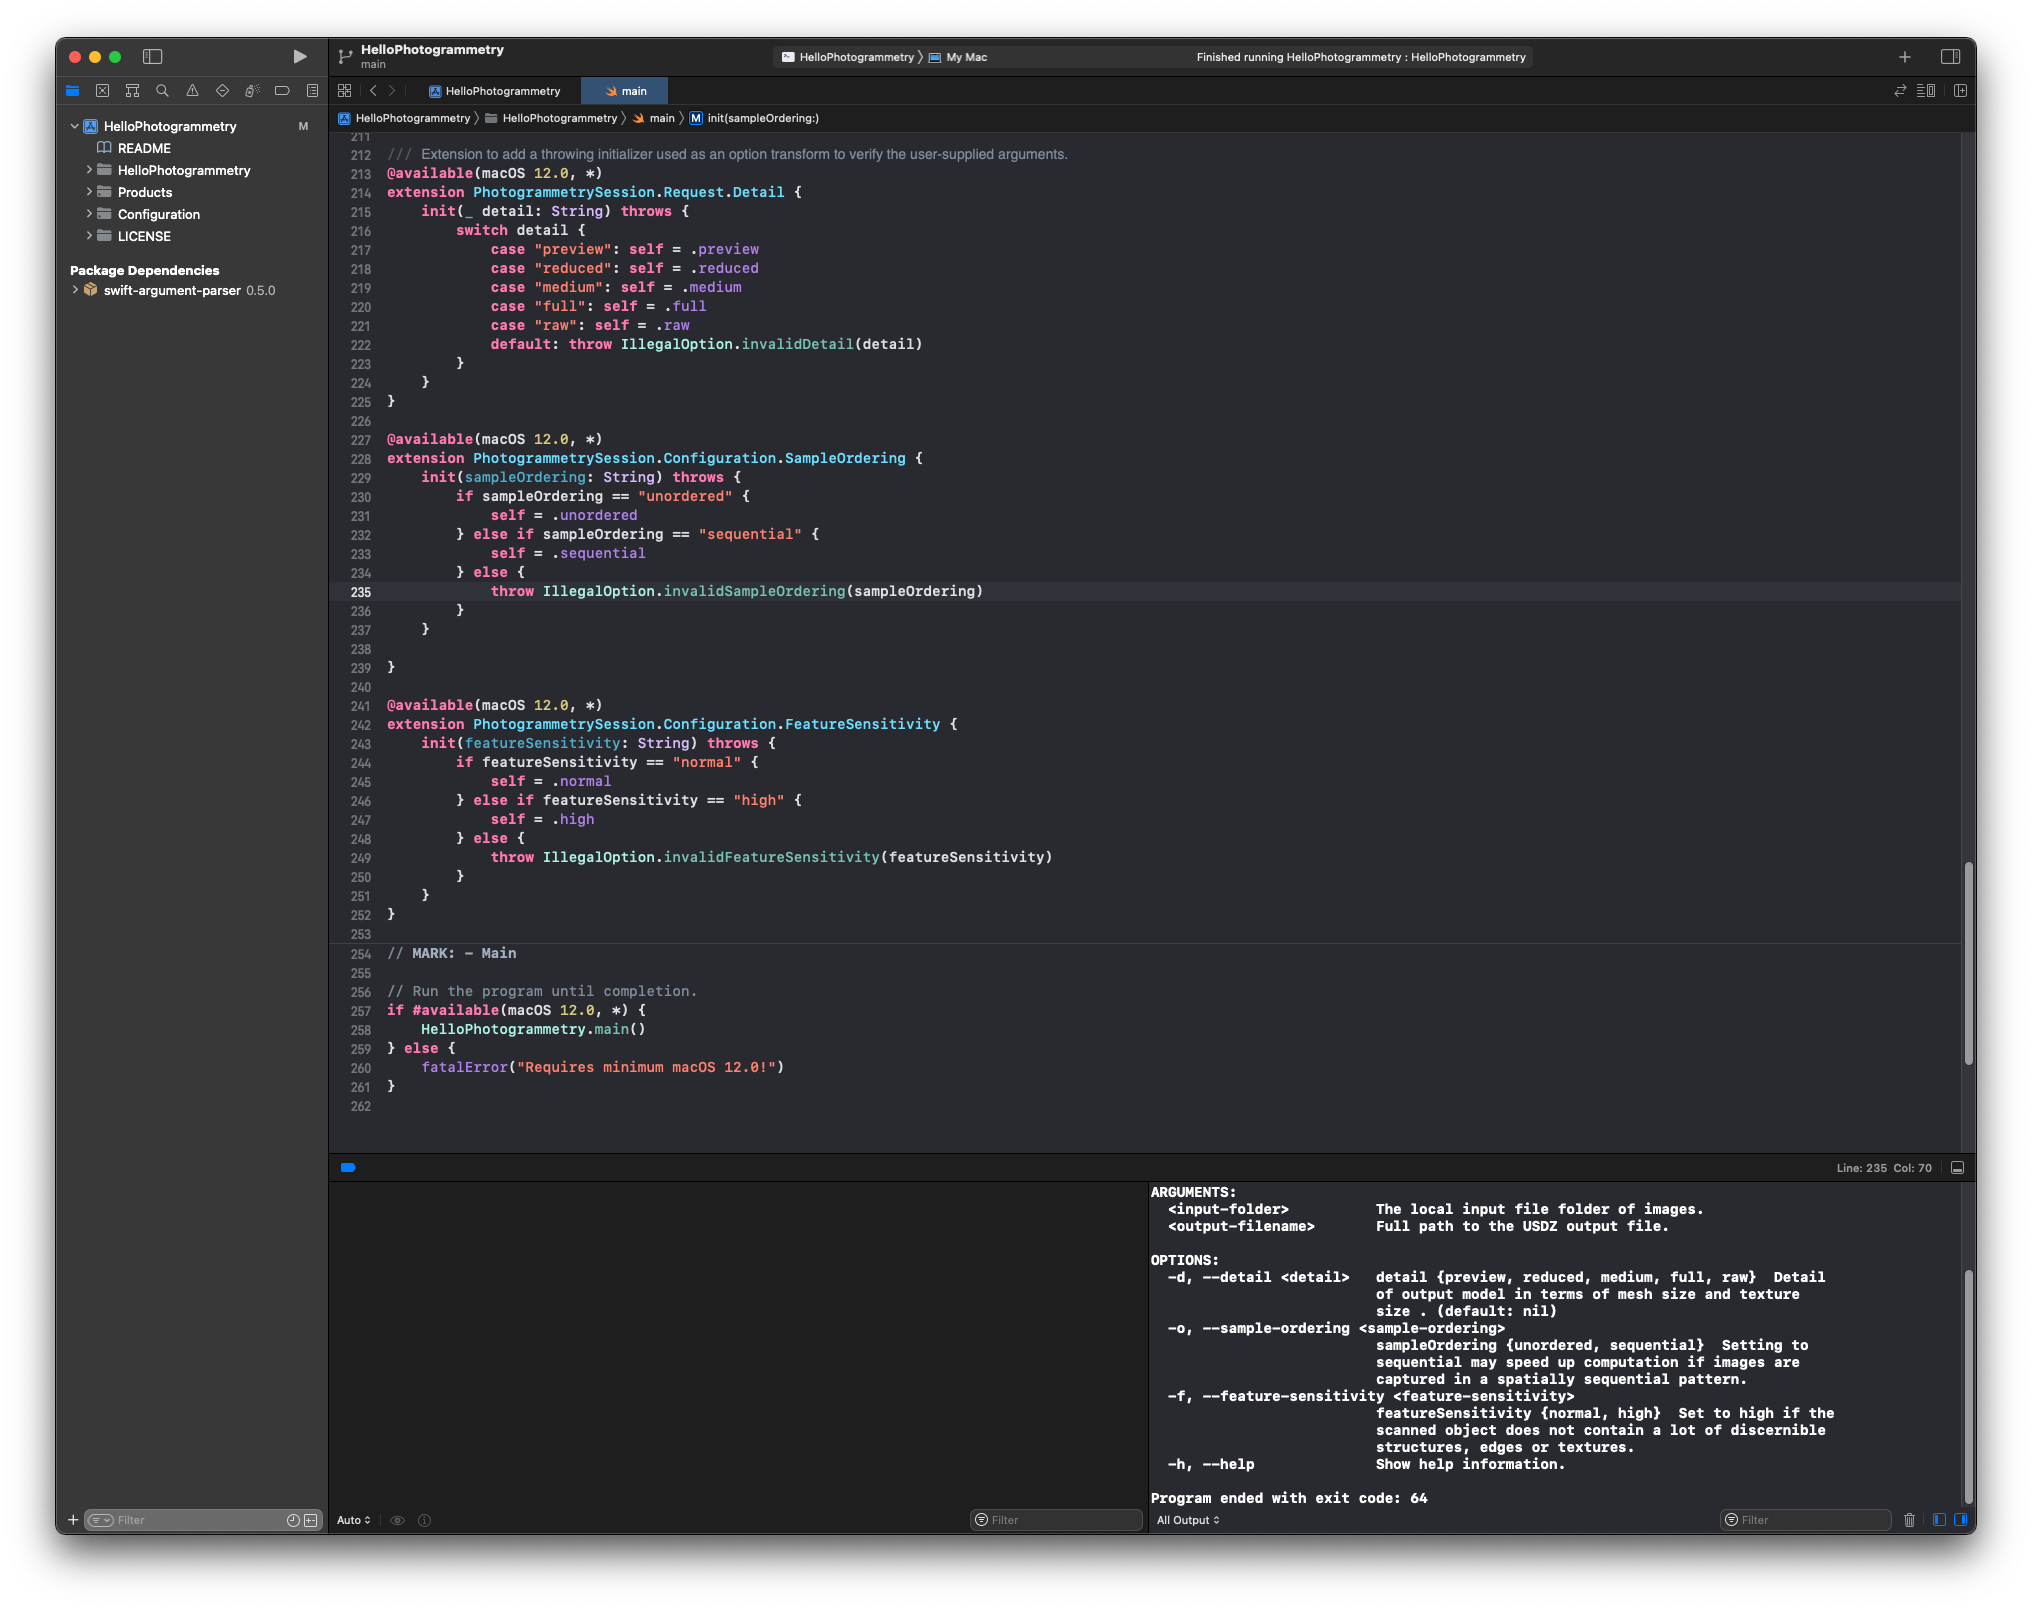 HelloPhotogrammetry
main
HelloPhotogrammetry 〉 My Mac
Finished running HelloPhotogrammetry : HelloPhotogrammetry
HelloPhotogrammetry
main
HelloPhotogrammetry 〉 HelloPhotogrammetry 〉 main 〉 M init(sampleOrdering:)
HelloPhotogrammetry M
README
HelloPhotogrammetry
Products
Configuration
LICENSE
Package Dependencies
swift-argument-parser 0.5.0
211
212 /// Extension to add a throwing initializer used as an option transform to verify the user-supplied arguments.
213 @available(macOS 12.0, *)
214 extension PhotogrammetrySession.Request.Detail {
215     init(_ detail: String) throws {
216         switch detail {
217             case "preview": self = .preview
218             case "reduced": self = .reduced
219             case "medium": self = .medium
220             case "full": self = .full
221             case "raw": self = .raw
222             default: throw IllegalOption.invalidDetail(detail)
223         }
224     }
225 }
226
227 @available(macOS 12.0, *)
228 extension PhotogrammetrySession.Configuration.SampleOrdering {
229     init(sampleOrdering: String) throws {
230         if sampleOrdering == "unordered" {
231             self = .unordered
232         } else if sampleOrdering == "sequential" {
233             self = .sequential
234         } else {
235             throw IllegalOption.invalidSampleOrdering(sampleOrdering)
236         }
237     }
238
239 }
240
241 @available(macOS 12.0, *)
242 extension PhotogrammetrySession.Configuration.FeatureSensitivity {
243     init(featureSensitivity: String) throws {
244         if featureSensitivity == "normal" {
245             self = .normal
246         } else if featureSensitivity == "high" {
247             self = .high
248         } else {
249             throw IllegalOption.invalidFeatureSensitivity(featureSensitivity)
250         }
251     }
252 }
253
254 // MARK: - Main
255
256 // Run the program until completion.
257 if #available(macOS 12.0, *) {
258     HelloPhotogrammetry.main()
259 } else {
260     fatalError("Requires minimum macOS 12.0!")
261 }
262
Line: 235 Col: 70
ARGUMENTS:
  <input-folder>          The local input file folder of images.
  <output-filename>       Full path to the USDZ output file.
OPTIONS:
  -d, --detail <detail>   detail {preview, reduced, medium, full, raw}  Detail
                          of output model in terms of mesh size and texture
                          size . (default: nil)
  -o, --sample-ordering <sample-ordering>
                          sampleOrdering {unordered, sequential}  Setting to
                          sequential may speed up computation if images are
                          captured in a spatially sequential pattern.
  -f, --feature-sensitivity <feature-sensitivity>
                          featureSensitivity {normal, high}  Set to high if the
                          scanned object does not contain a lot of discernible
                          structures, edges or textures.
  -h, --help              Show help information.
Program ended with exit code: 64
Filter
Auto
Filter
All Output
Filter